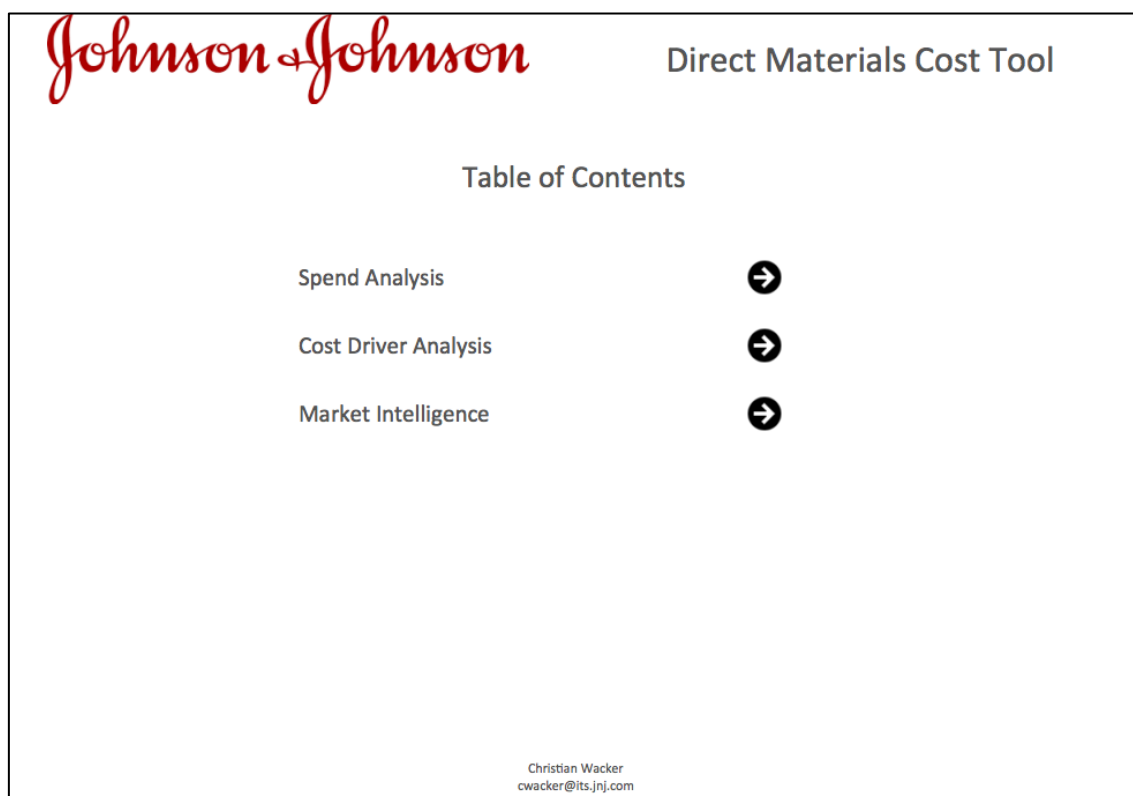 Johnson & Johnson
Direct Materials Cost Tool
Table of Contents
Spend Analysis
Cost Driver Analysis
Market Intelligence
Christian Wacker
cwacker@its.jnj.com